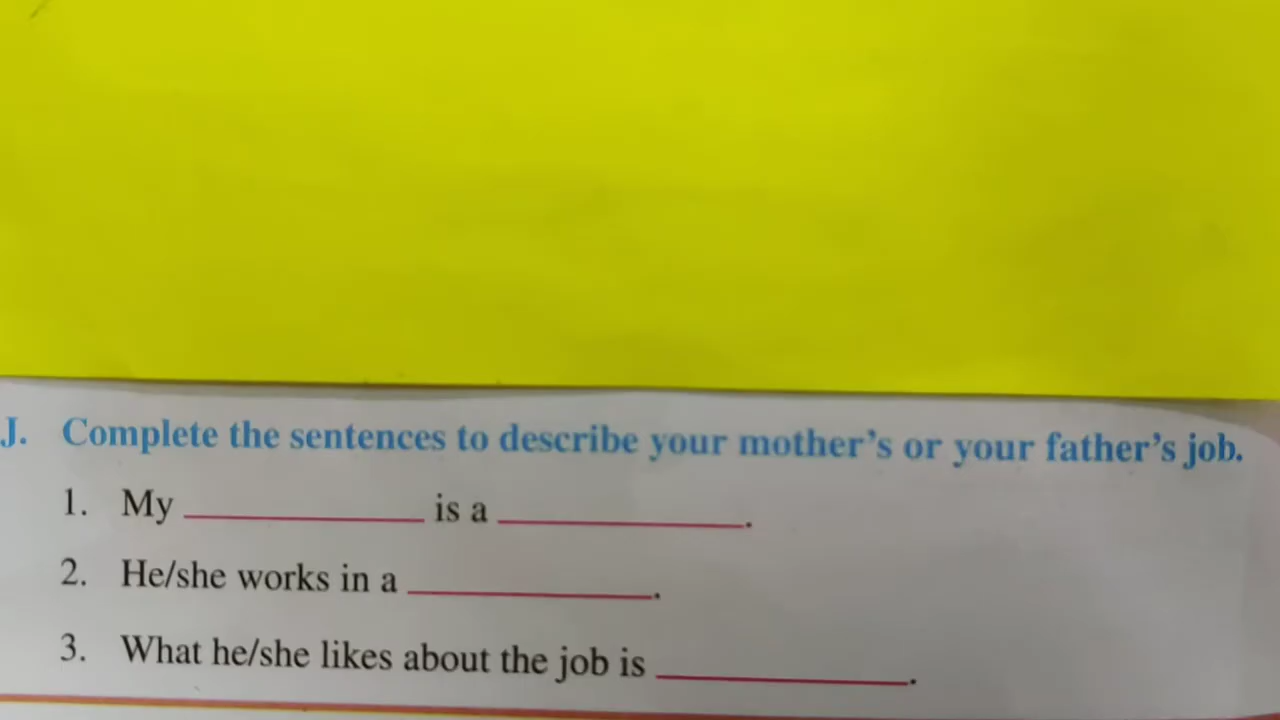 J. Complete the sentences to describe your mother's or your father's job.
1. My ____________ is a ____________.
2. He/she works in a ____________.
3. What he/she likes about the job is ____________.